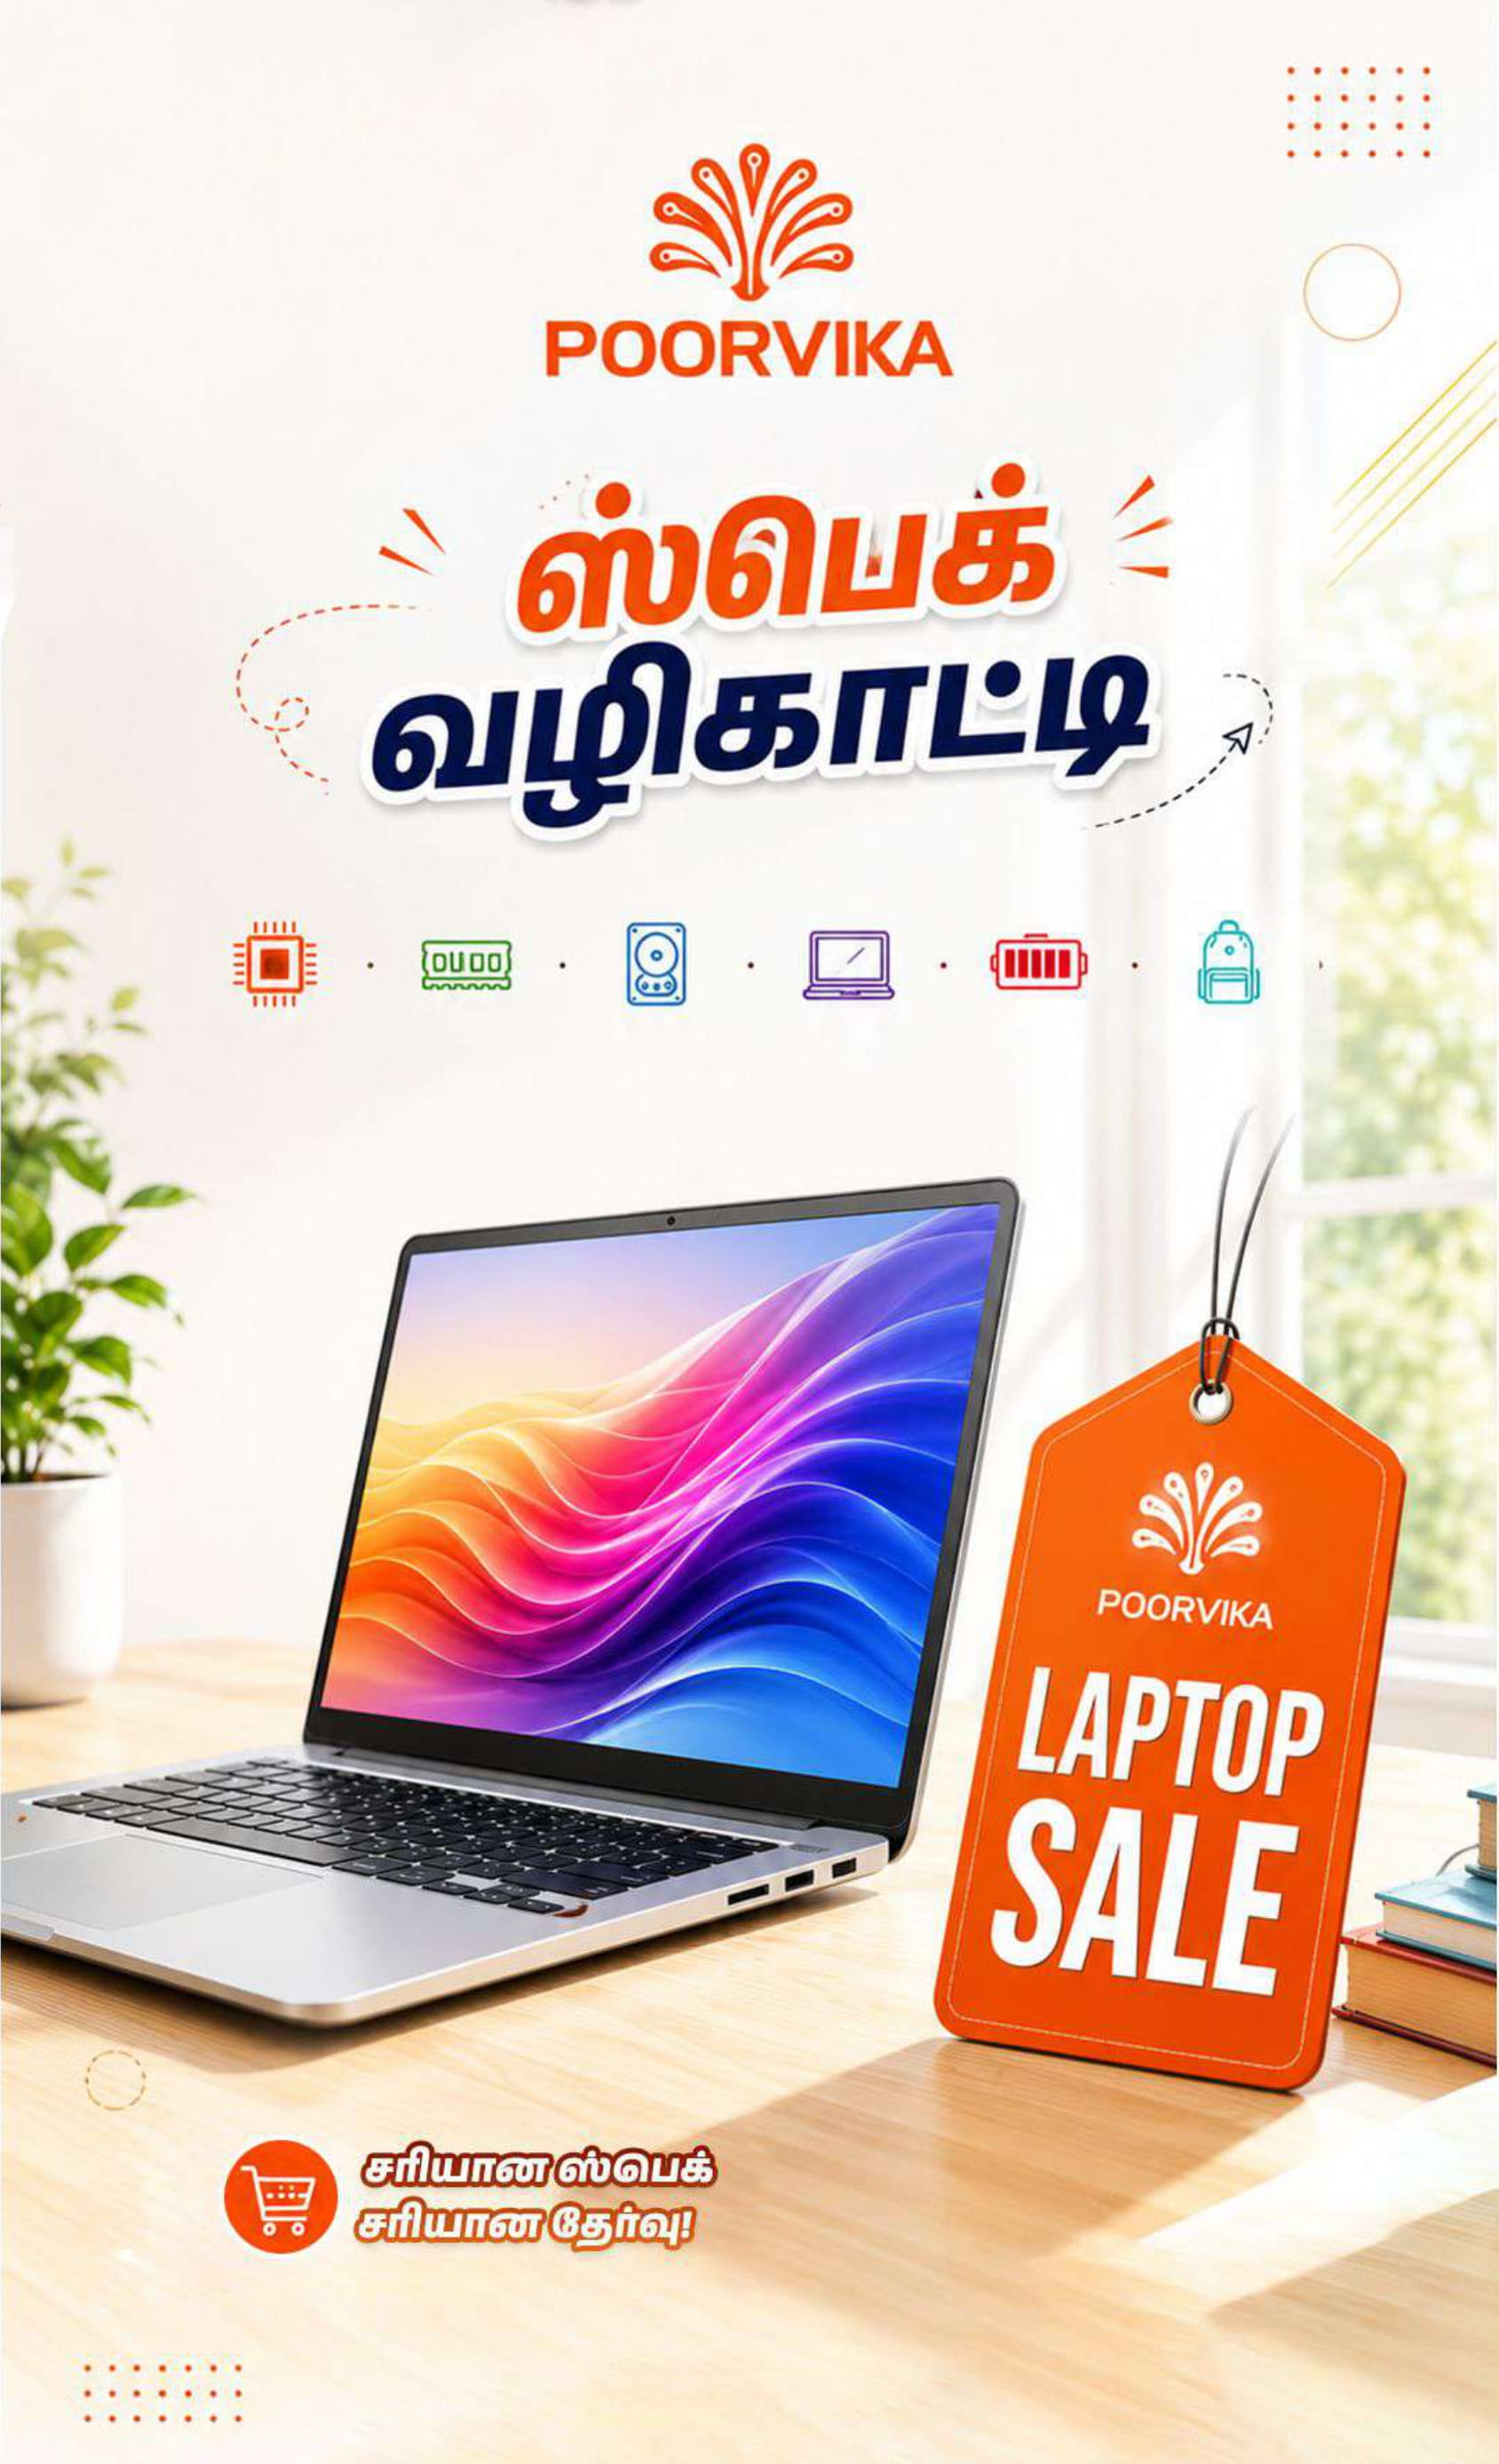 POORVIKA
ஸ்பெக்
வழிகாட்டி
POORVIKA
LAPTOP
SALE
சரியான ஸ்பெக்
சரியான தேர்வு!